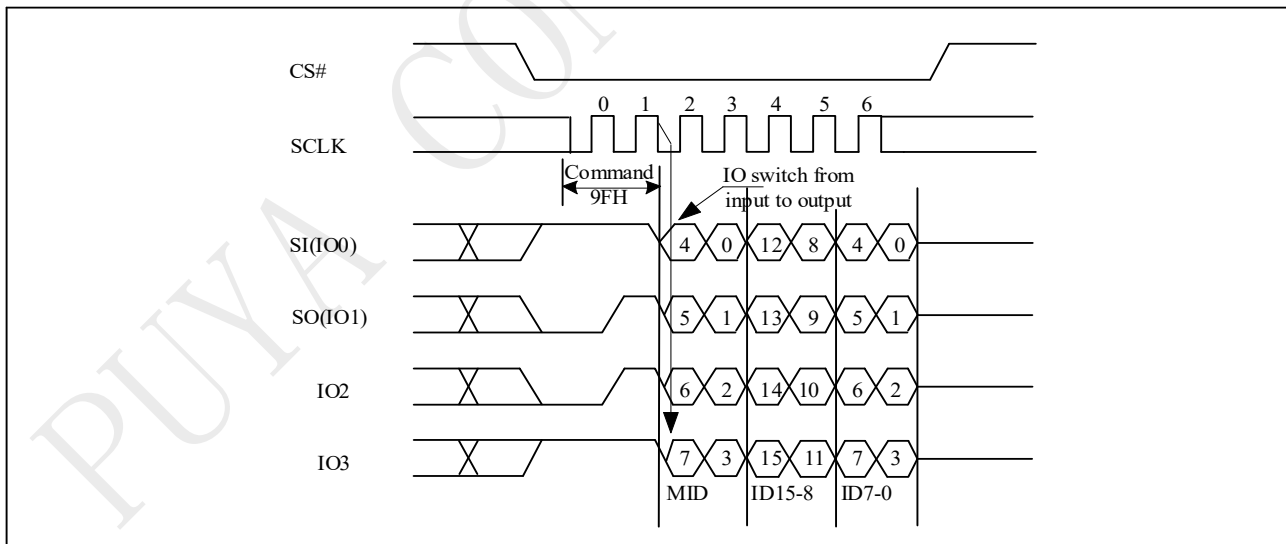 PUYA CON
CS#
0 1 2 3 4 5 6
SCLK
Command
9FH
IO switch from
input to output
SI(IO0) 4 0 12 8 4 0
SO(IO1) 5 1 13 9 5 1
IO2 6 2 14 10 6 2
IO3 7 3 15 11 7 3
MID ID15-8 ID7-0